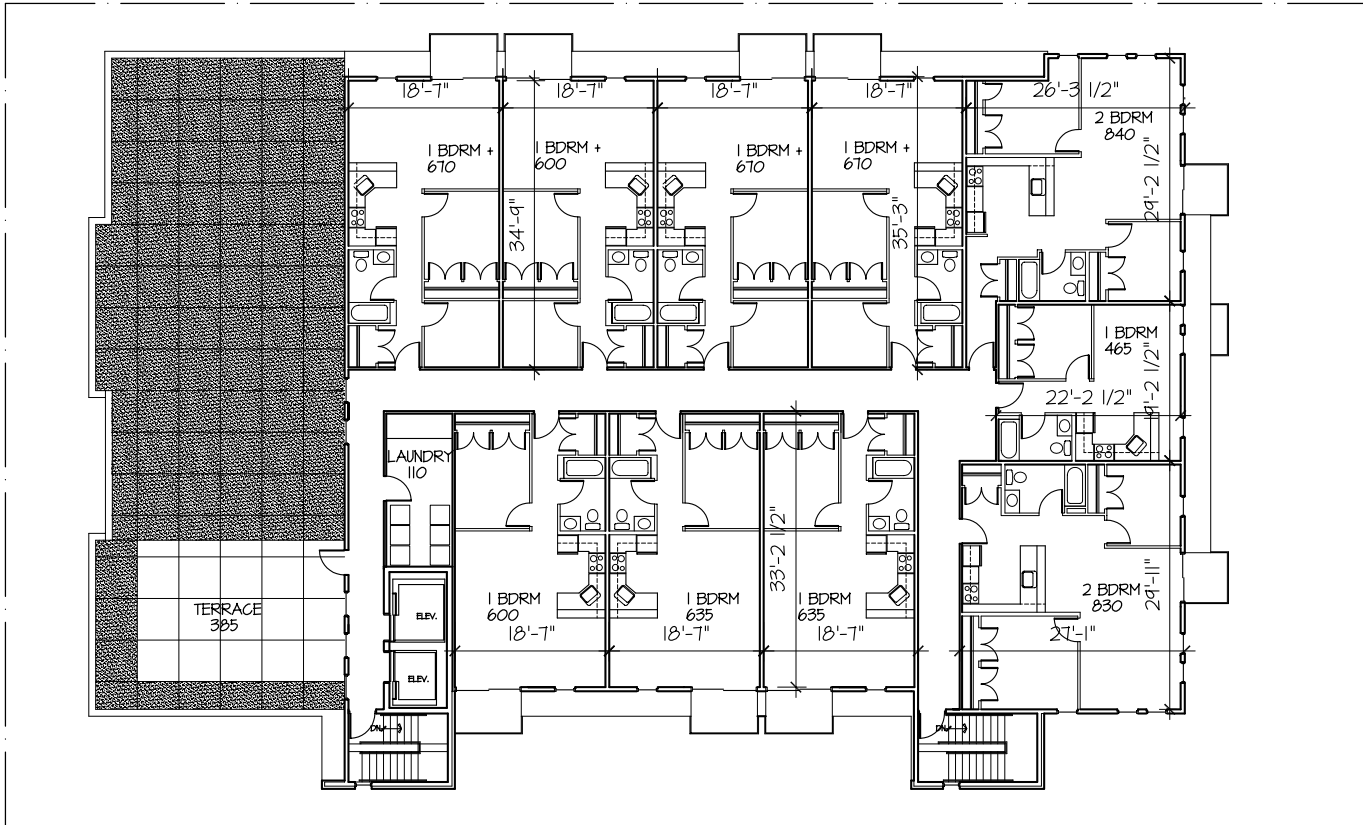 18'-7"
18'-7"
18'-7"
18'-7"
26'-3 1/2"
2 BDRM
840
1 BDRM +
670
1 BDRM +
600
1 BDRM +
670
1 BDRM +
670
34'-9"
35'-3"
29'-2 1/2"
1 BDRM
465
22'-2 1/2"
9'-2 1/2"
LAUNDRY
110
33'-2 1/2"
TERRACE
385
ELEV.
ELEV.
1 BDRM
600
18'-7"
1 BDRM
635
18'-7"
1 BDRM
635
18'-7"
2 BDRM
830
29'-11"
27'-1"